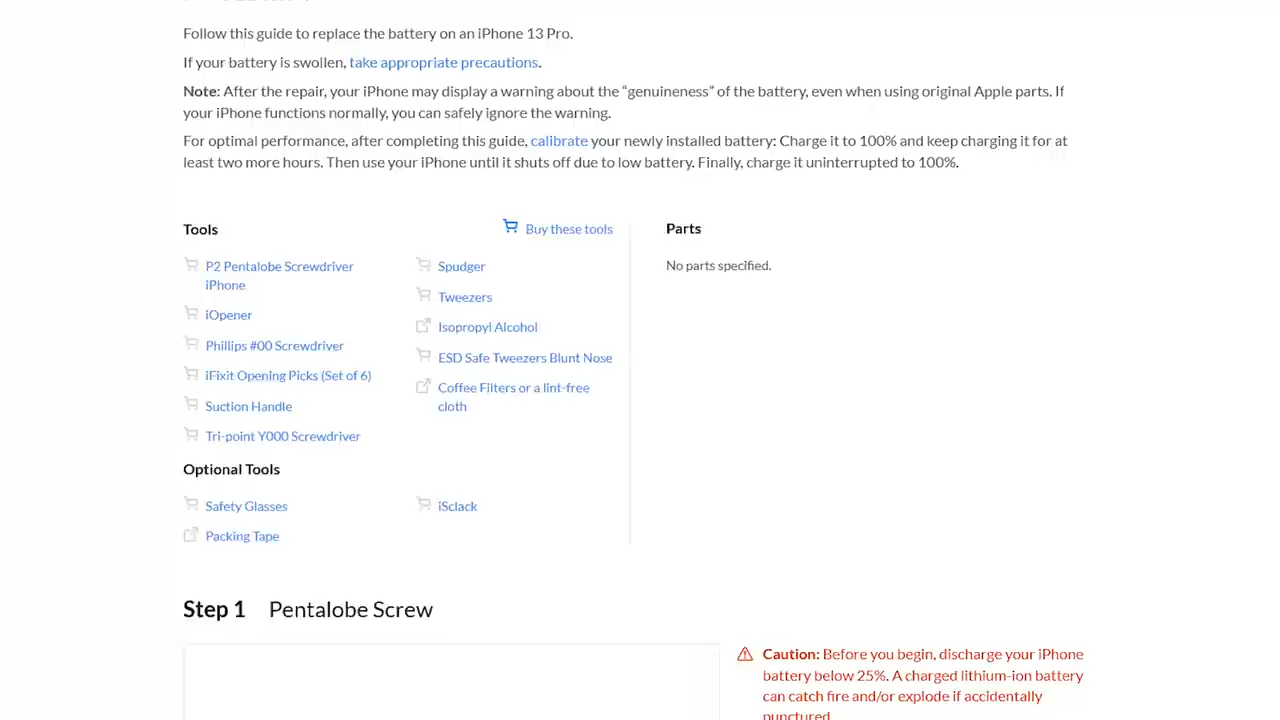 Follow this guide to replace the battery on an iPhone 13 Pro.
If your battery is swollen, take appropriate precautions.
Note: After the repair, your iPhone may display a warning about the “genuineness” of the battery, even when using original Apple parts. If
your iPhone functions normally, you can safely ignore the warning.
For optimal performance, after completing this guide, calibrate your newly installed battery: Charge it to 100% and keep charging it for at
least two more hours. Then use your iPhone until it shuts off due to low battery. Finally, charge it uninterrupted to 100%.
Tools
Buy these tools
P2 Pentalobe Screwdriver
iPhone
iOpener
Phillips #00 Screwdriver
iFixit Opening Picks (Set of 6)
Suction Handle
Tri-point Y000 Screwdriver
Spudger
Tweezers
Isopropyl Alcohol
ESD Safe Tweezers Blunt Nose
Coffee Filters or a lint-free
cloth
Optional Tools
Safety Glasses
Packing Tape
iSclack
Parts
No parts specified.
Step 1 Pentalobe Screw
Caution: Before you begin, discharge your iPhone
battery below 25%. A charged lithium-ion battery
can catch fire and/or explode if accidentally
punctured